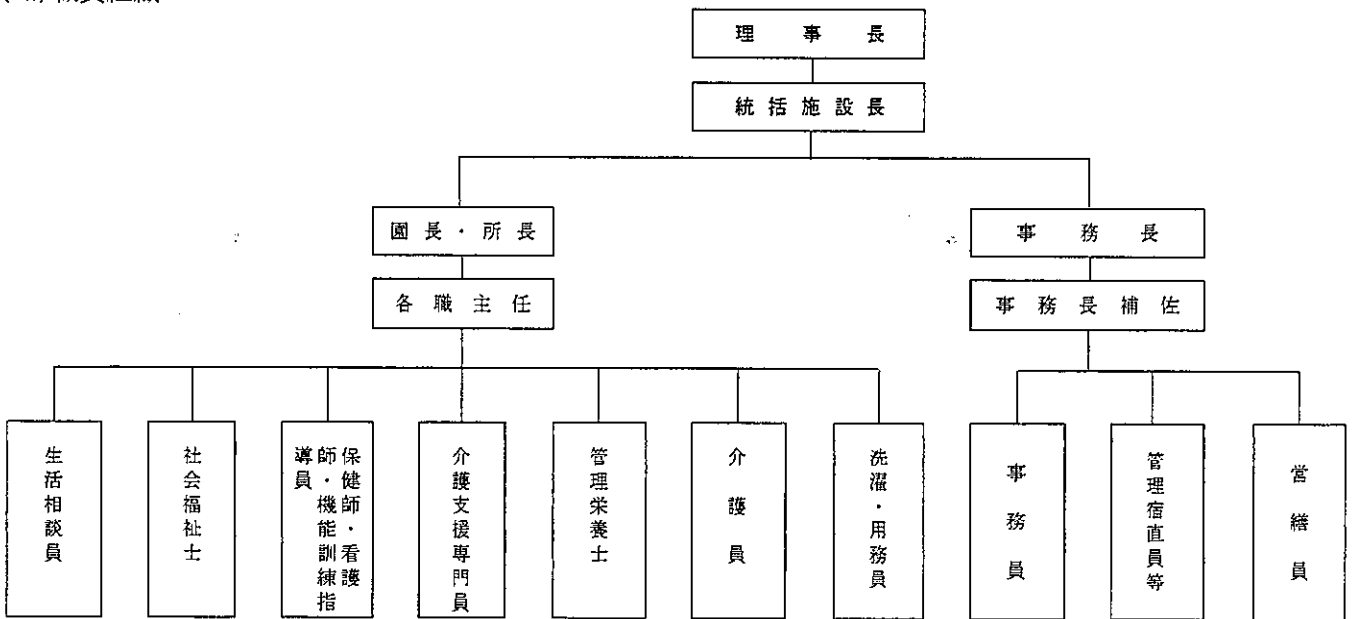 理事長
統括施設長
園長・所長
事務長
各職主任
事務長補佐
生活相談員
社会福祉士
保健師・看護
師・機能訓練指
導員
介護支援専門員
管理栄養士
介護員
洗濯・用務員
事務員
管理宿直員等
営繕員